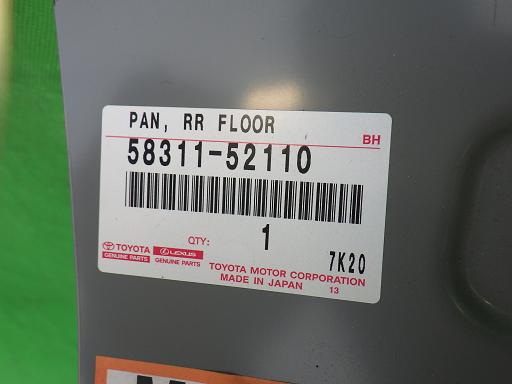 PAN, RR FLOOR
BH
58311-52110
QTY: 1
7K20
TOYOTA GENUINE PARTS
LEXUS GENUINE PARTS
TOYOTA MOTOR CORPORATION
MADE IN JAPAN 13